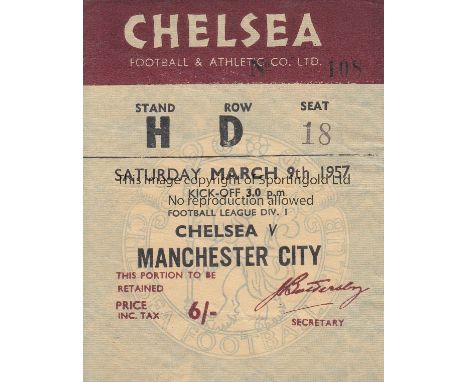 CHELSEA
FOOTBALL & ATHLETIC CO. LTD.
No 108
STAND ROW SEAT
H D 18
SATURDAY MARCH 9th 1957
This image copyright of Sportingold Ltd
KICK-OFF 3.0 p.m
No reproduction allowed
FOOTBALL LEAGUE DIV. I
CHELSEA V
MANCHESTER CITY
THIS PORTION TO BE
RETAINED
PRICE 6/-
INC. TAX
SECRETARY